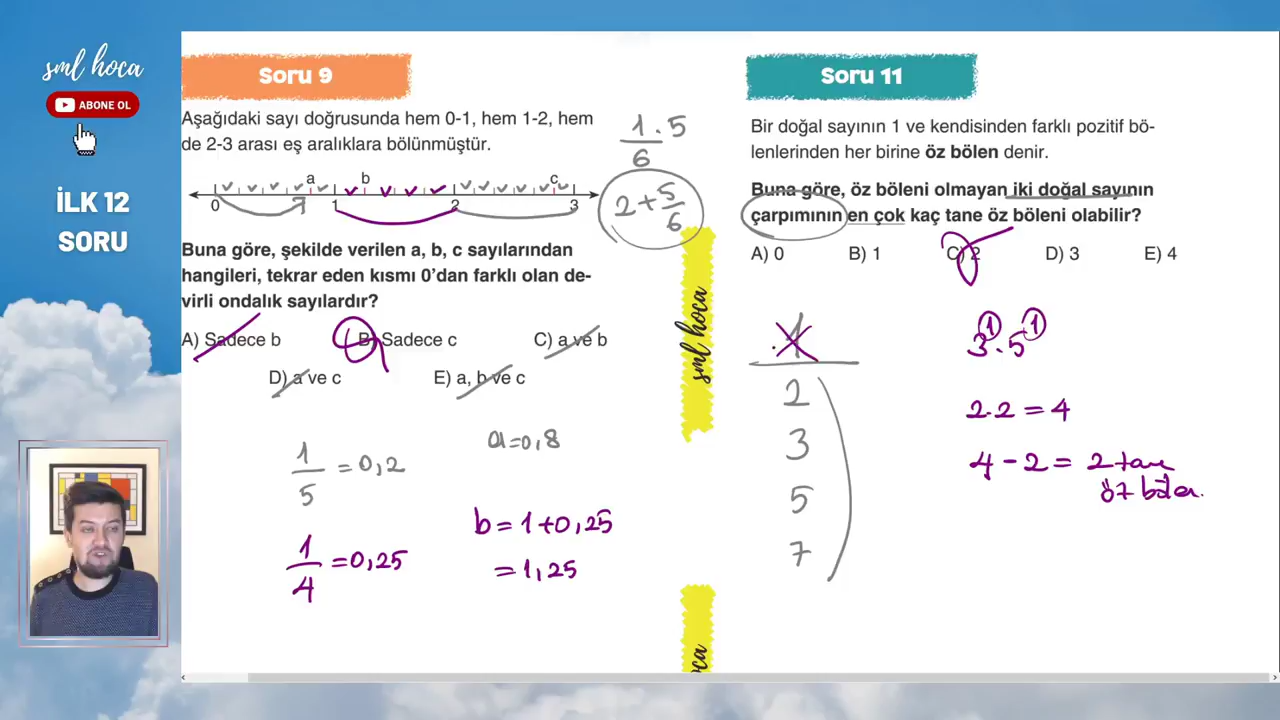 sml hoca
ABONE OL
İLK 12
SORU
Soru 9
Aşağıdaki sayı doğrusunda hem 0-1, hem 1-2, hem
de 2-3 arası eş aralıklara bölünmüştür.
a b c
0 1 2 3
1 . 5
6
2 + 5
6
Buna göre, şekilde verilen a, b, c sayılarından
hangileri, tekrar eden kısmı 0'dan farklı olan de-
virli ondalık sayılardır?
A) Sadece b B) Sadece c C) a ve b
D) a ve c E) a, b ve c
1
5
= 0,2
a=0,8
1
4
=0,25
b = 1+0,25
= 1,25
sml hoca
hoca
Soru 11
Bir doğal sayının 1 ve kendisinden farklı pozitif bö-
lenlerinden her birine öz bölen denir.
Buna göre, öz böleni olmayan iki doğal sayının
çarpımının en çok kaç tane öz böleni olabilir?
A) 0 B) 1 C) 2 D) 3 E) 4
1
2
3
5
7
3¹.5¹
2.2 = 4
4 - 2 = 2 tane
öz bölen.